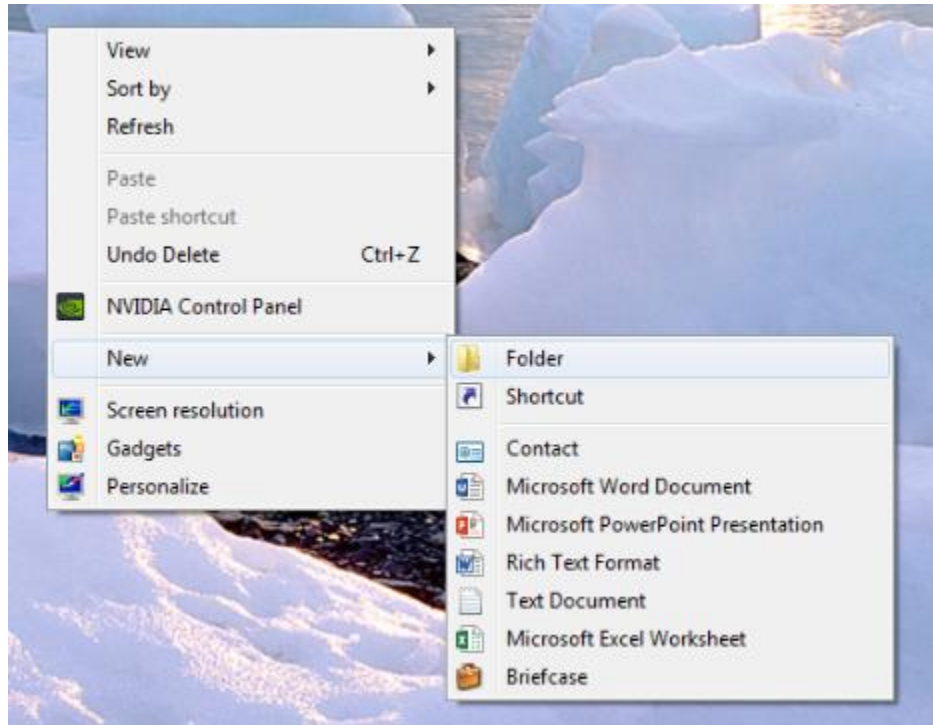 View
Sort by
Refresh
Paste
Paste shortcut
Undo Delete Ctrl+Z
NVIDIA Control Panel
New
Screen resolution
Gadgets
Personalize
Folder
Shortcut
Contact
Microsoft Word Document
Microsoft PowerPoint Presentation
Rich Text Format
Text Document
Microsoft Excel Worksheet
Briefcase